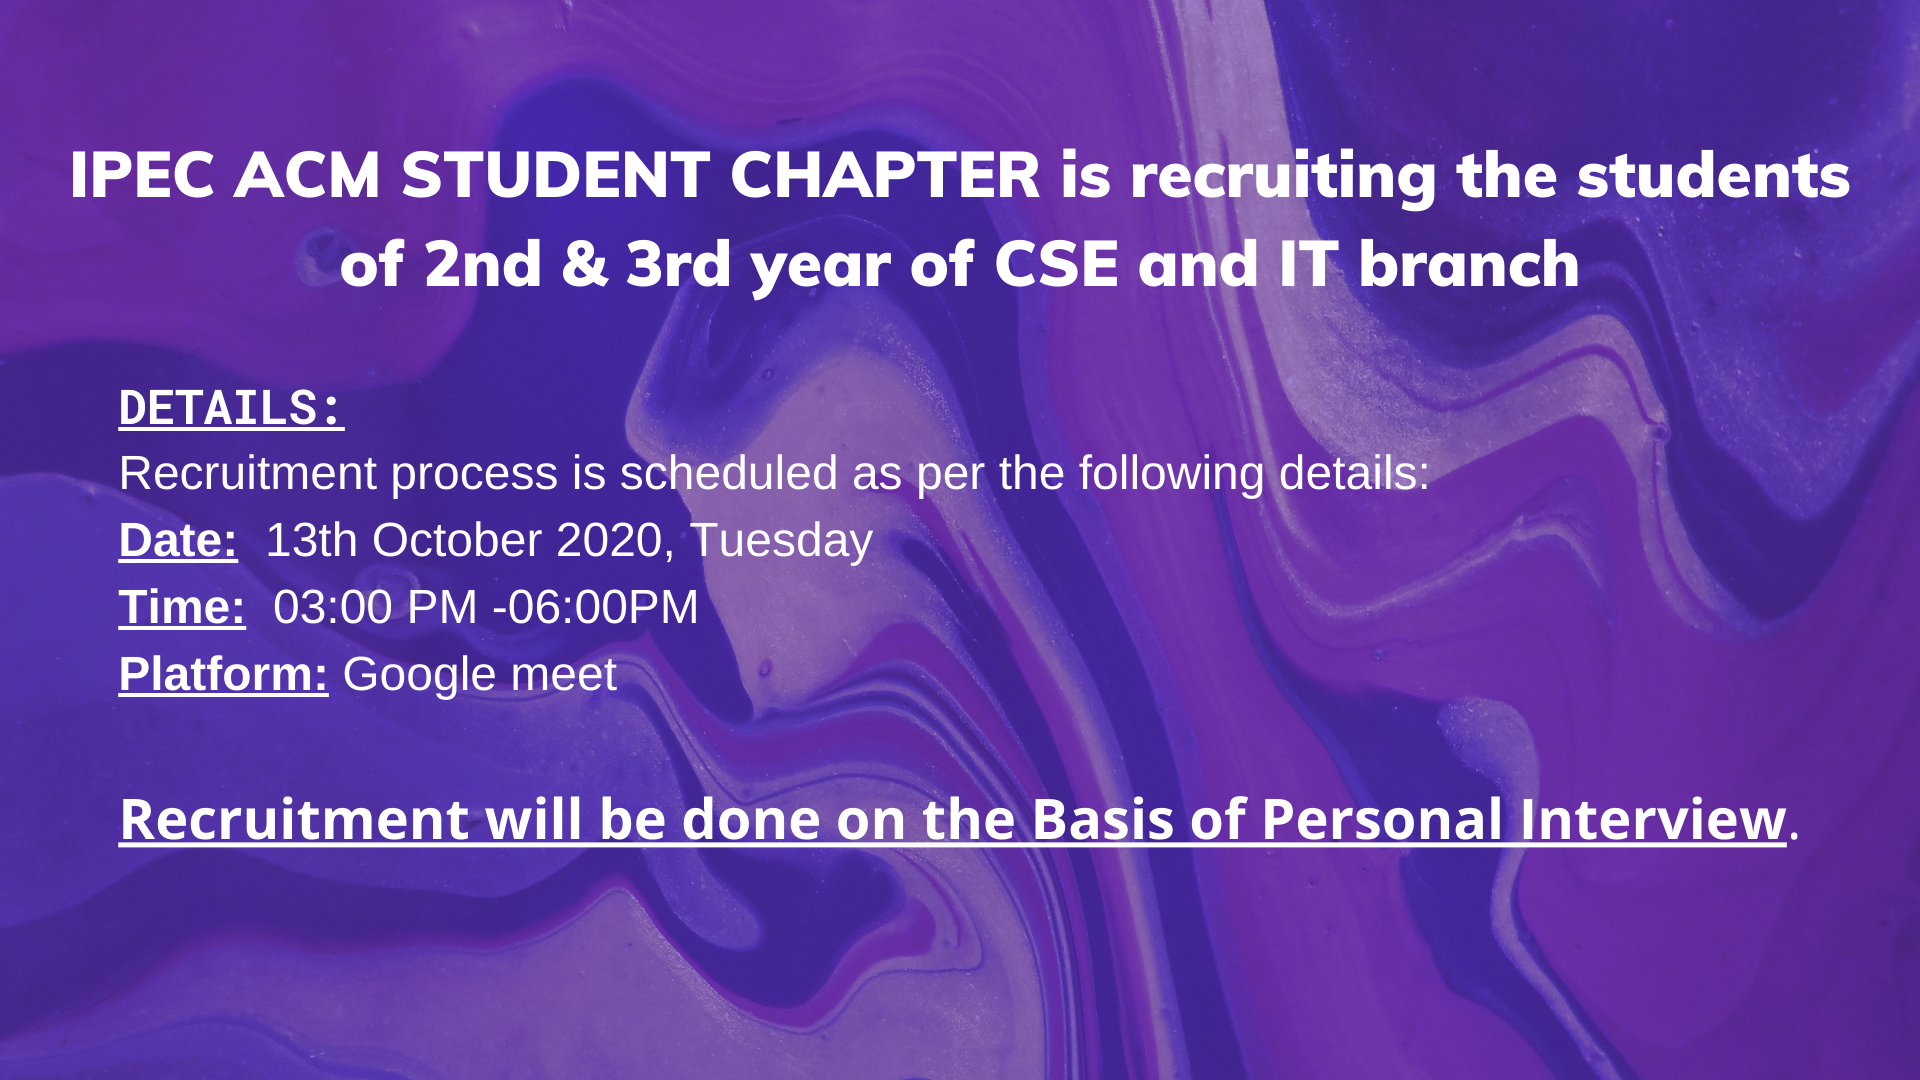 IPEC ACM STUDENT CHAPTER is recruiting the students
of 2nd & 3rd year of CSE and IT branch
DETAILS:
Recruitment process is scheduled as per the following details:
Date: 13th October 2020, Tuesday
Time: 03:00 PM -06:00PM
Platform: Google meet
Recruitment will be done on the Basis of Personal Interview.